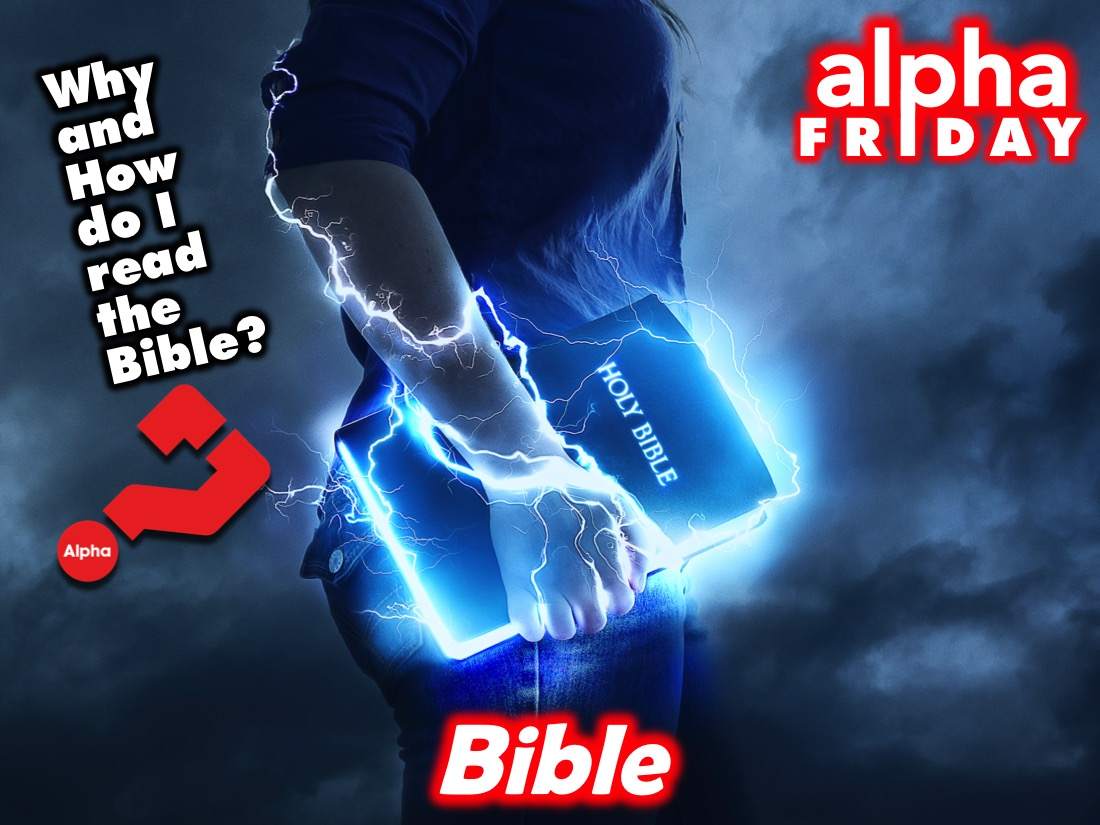 Why
and
How
do I
read
the
Bible?
alpha
FRIDAY
HOLY BIBLE
Alpha
Bible